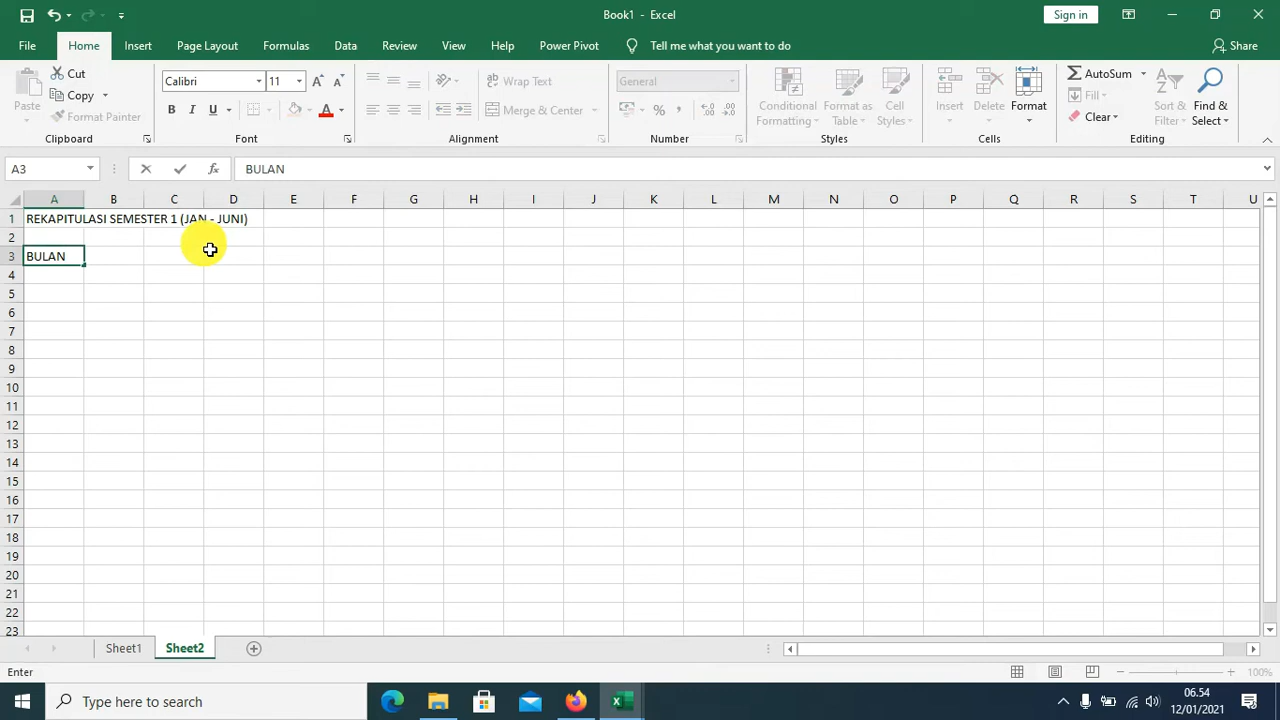 Book1 - Excel
Sign in
File Home Insert Page Layout Formulas Data Review View Help Power Pivot Tell me what you want to do Share
Paste
Cut
Copy
Format Painter
Clipboard
Calibri 11
B I U
Font
Wrap Text
Merge & Center
Alignment
General
Number
Conditional Formatting
Format as Table
Cell Styles
Styles
Insert
Delete
Format
Cells
AutoSum
Fill
Clear
Sort & Filter
Find & Select
Editing
A3 fx BULAN
A B C D E F G H I J K L M N O P Q R S T U
1 REKAPITULASI SEMESTER 1 (JAN - JUNI)
2
3 BULAN
4
5
6
7
8
9
10
11
12
13
14
15
16
17
18
19
20
21
22
23
Sheet1 Sheet2
Enter 100%
Type here to search
06.54
12/01/2021